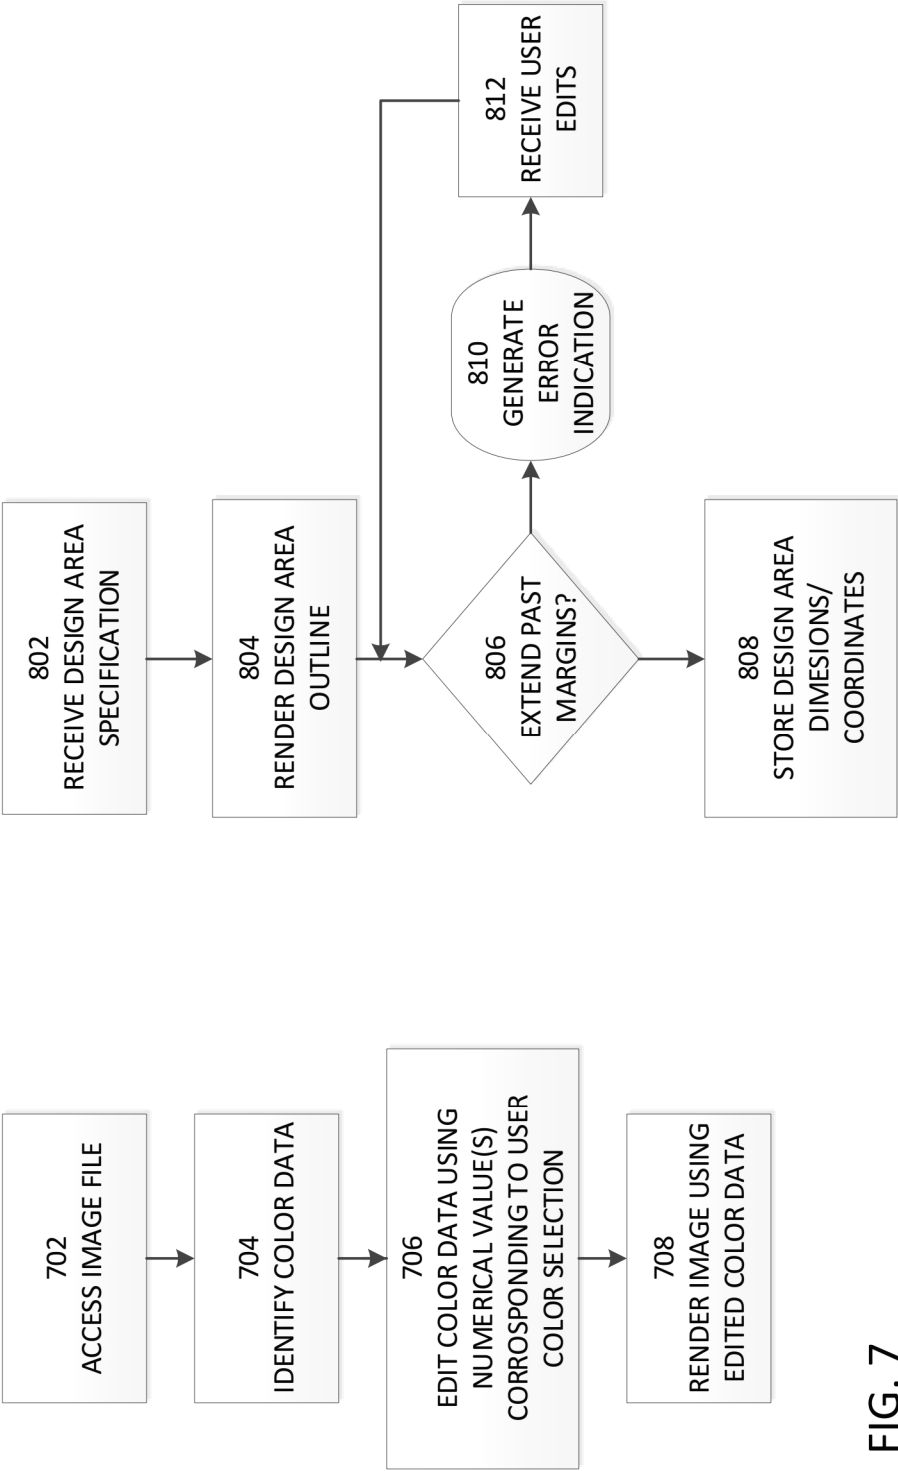 702
ACCESS IMAGE FILE
704
IDENTIFY COLOR DATA
706
EDIT COLOR DATA USING
NUMERICAL VALUE(S)
CORROSPONDING TO USER
COLOR SELECTION
708
RENDER IMAGE USING
EDITED COLOR DATA
FIG. 7
802
RECEIVE DESIGN AREA
SPECIFICATION
804
RENDER DESIGN AREA
OUTLINE
806
EXTEND PAST
MARGINS?
808
STORE DESIGN AREA
DIMESIONS/
COORDINATES
810
GENERATE
ERROR
INDICATION
812
RECEIVE USER
EDITS